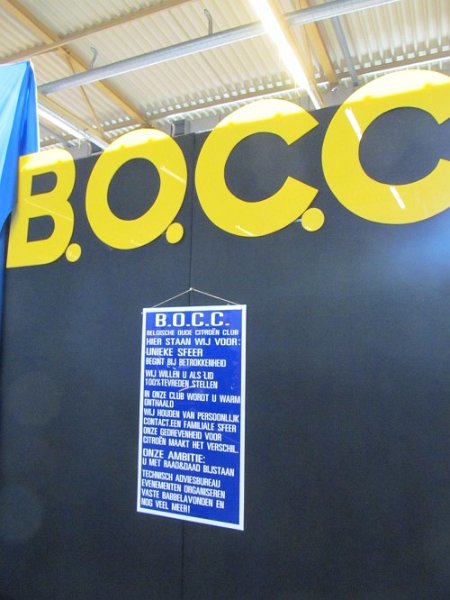 B.O.C.C
B.O.C.C.
BELGISCHE OUDE CITROËN CLUB
HIER STAAN WIJ VOOR:
UNIEKE SFEER
BEGINT BIJ BETROKKENHEID
WIJ WILLEN U ALS LID
100%TEVREDEN STELLEN
IN ONZE CLUB WORDT U WARM
ONTHAALD
WIJ HOUDEN VAN PERSONLIJK
CONTACT.EEN FAMILIALE SFEER
ONZE GEDREVENHEID VOOR
CITROËN MAAKT HET VERSCHIL.
ONZE AMBITIE:
U MET RAAD&DAAD BIJSTAAN
TECHNISCH ADVIESBUREAU
EVENEMENTEN ORGANISEREN
VASTE BABBELAVONDEN EN
NOG VEEL MEER!